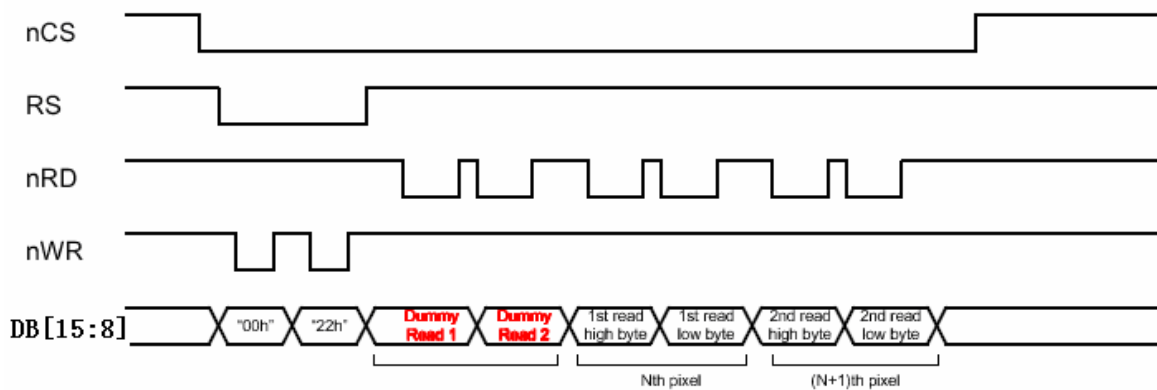 nCS
RS
nRD
nWR
DB[15:8]
"00h"
"22h"
Dummy
Read 1
Dummy
Read 2
1st read
high byte
1st read
low byte
2nd read
high byte
2nd read
low byte
Nth pixel
(N+1)th pixel